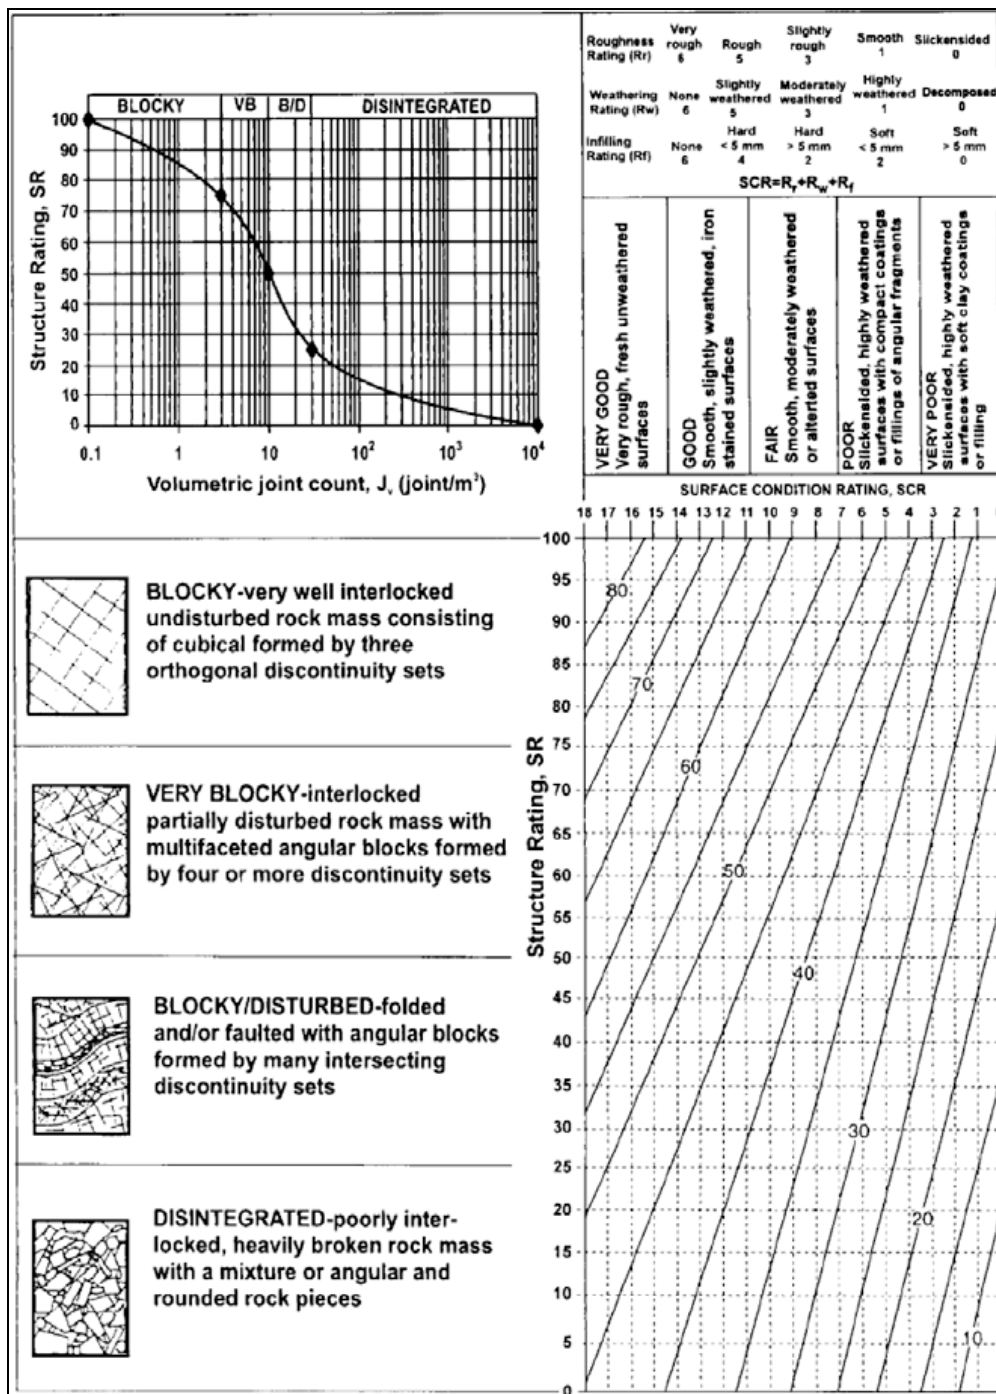 BLOCKY VB B/D DISINTEGRATED
100
90
80
70
60
50
40
30
20
10
0
Structure Rating, SR
0.1 1 10 10² 10³ 10⁴
Volumetric joint count, Jv (joint/m³)
Roughness Rating (Rr) Very rough 6 Rough 5 Slightly rough 3 Smooth 1 Slickensided 0
Weathering Rating (Rw) None 6 Slightly weathered 5 Moderately weathered 3 Highly weathered 1 Decomposed 0
Infilling Rating (Rf) None 6 Hard < 5 mm 4 Hard > 5 mm 2 Soft < 5 mm 2 Soft > 5 mm 0
SCR=Rr+Rw+Rf
VERY GOOD
Very rough, fresh unweathered
surfaces
GOOD
Smooth, slightly weathered, iron
stained surfaces
FAIR
Smooth, moderately weathered
or alterted surfaces
POOR
Slickensided, highly weathered
surfaces with compact coatings
or fillings of angular fragments
VERY POOR
Slickensided, highly weathered
surfaces with soft clay coatings
or filling
SURFACE CONDITION RATING, SCR
18 17 16 15 14 13 12 11 10 9 8 7 6 5 4 3 2 1
BLOCKY-very well interlocked
undisturbed rock mass consisting
of cubical formed by three
orthogonal discontinuity sets
VERY BLOCKY-interlocked
partially disturbed rock mass with
multifaceted angular blocks formed
by four or more discontinuity sets
BLOCKY/DISTURBED-folded
and/or faulted with angular blocks
formed by many intersecting
discontinuity sets
DISINTEGRATED-poorly inter-
locked, heavily broken rock mass
with a mixture or angular and
rounded rock pieces
Structure Rating, SR
100
95
90
85
80
75
70
65
60
55
50
45
40
35
30
25
20
15
10
5
0
80
70
60
50
40
30
20
10